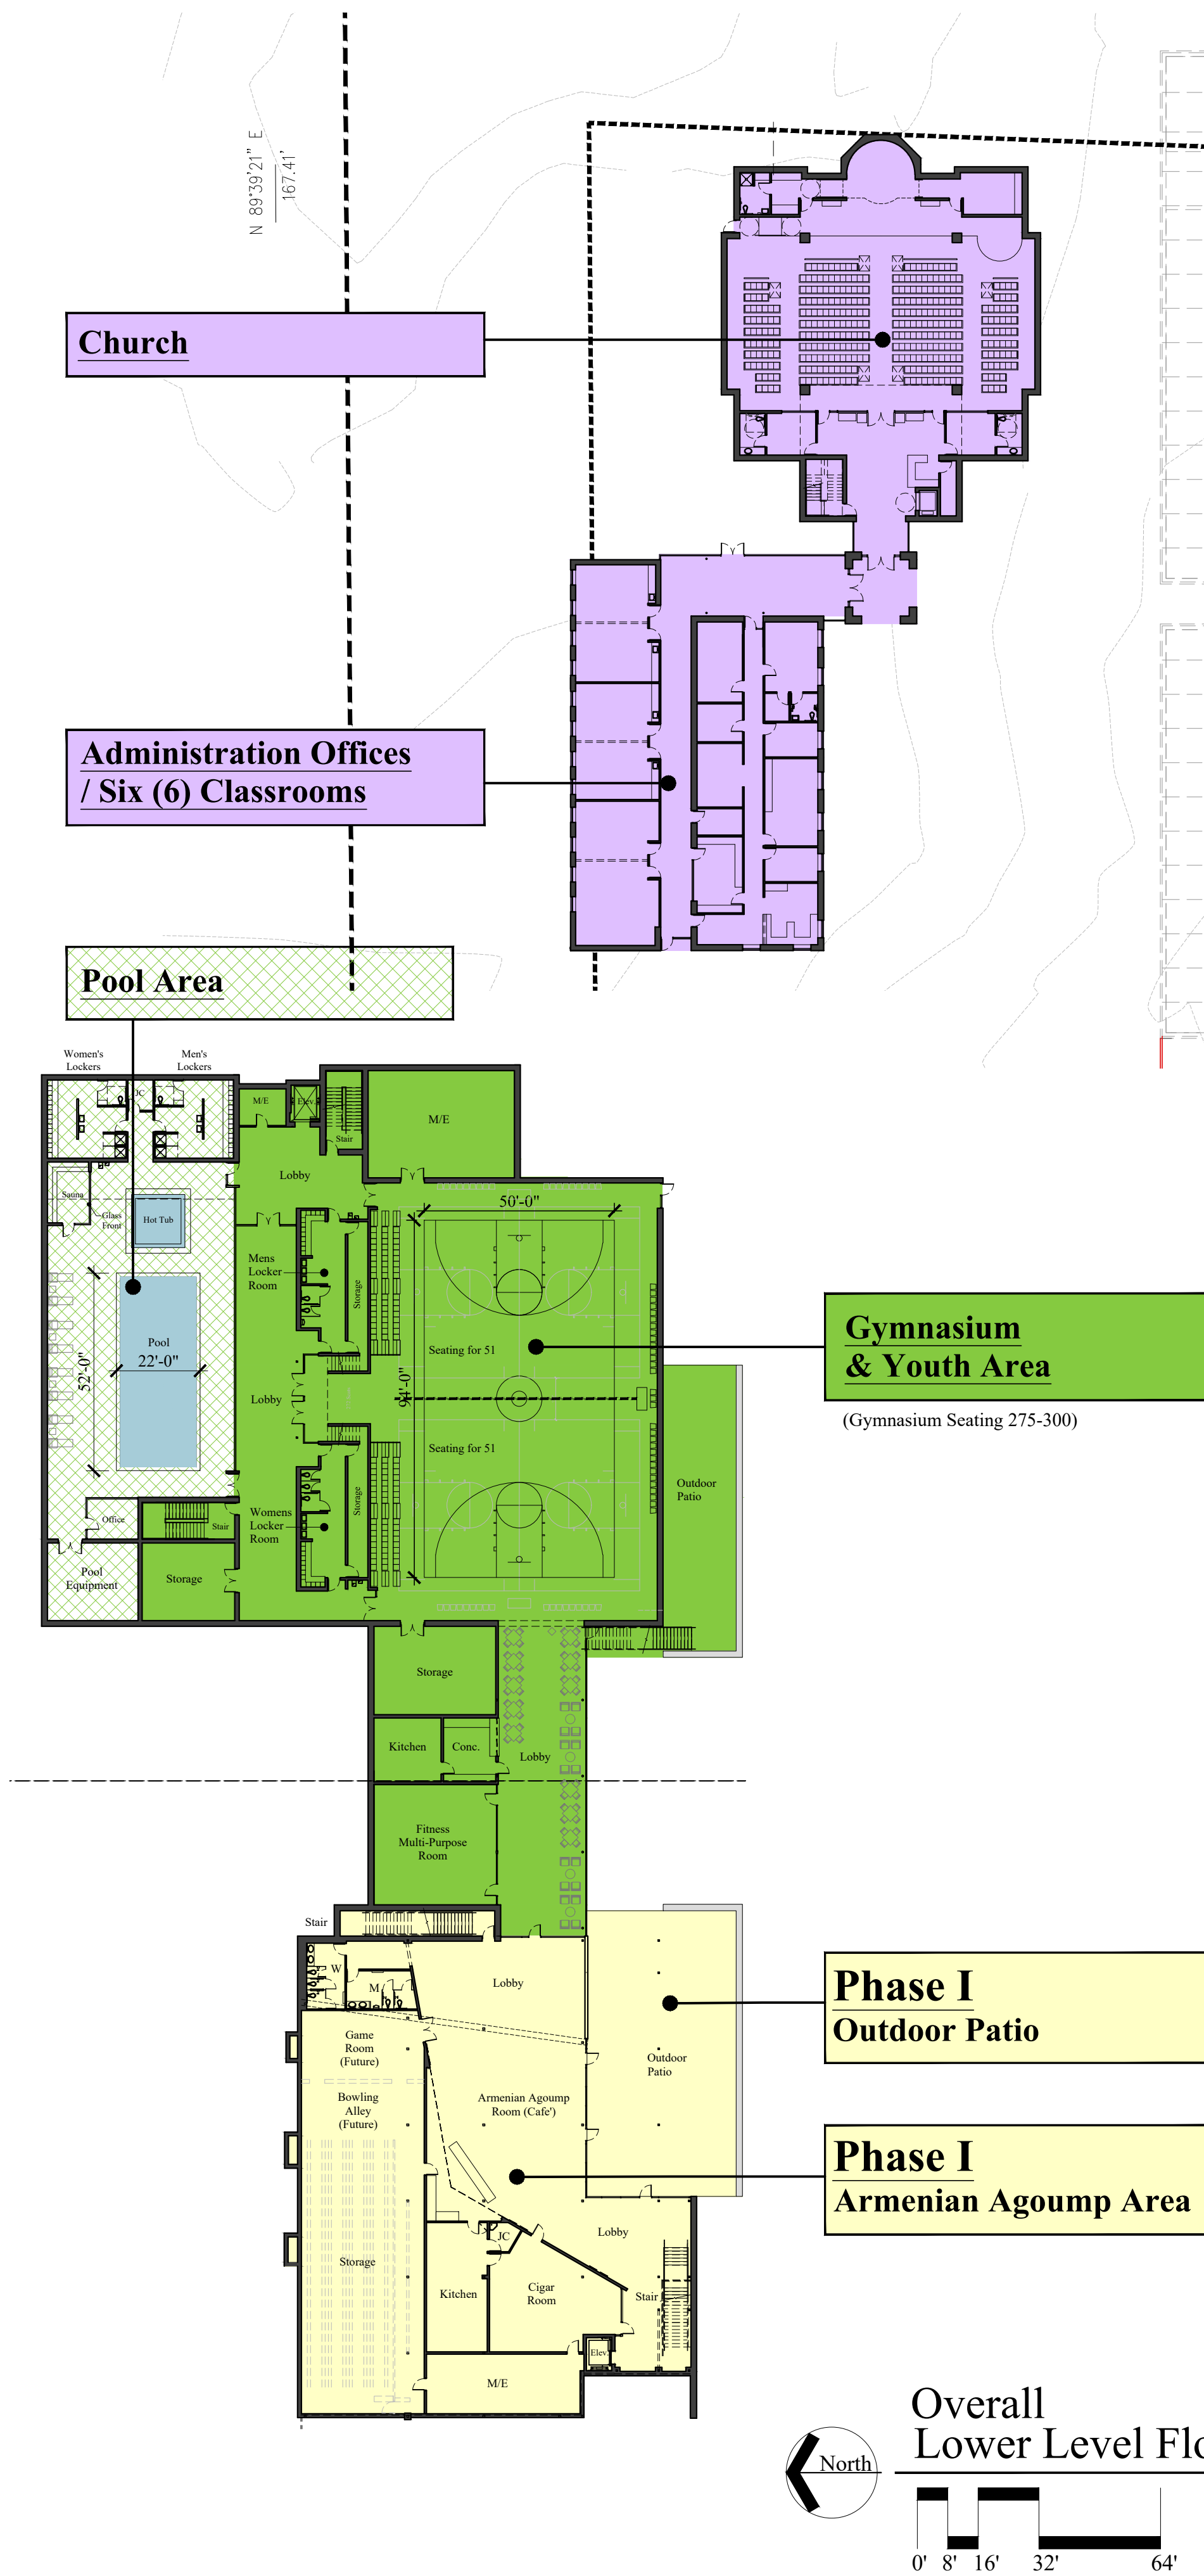 N 89°39'21" E
167.41'
Church
Administration Offices
/ Six (6) Classrooms
Pool Area
Women's
Lockers
Men's
Lockers
JC
M/E
Elev.
Stair
M/E
Lobby
Sauna
Glass
Front
Hot Tub
50'-0"
Mens
Locker
Room
Storage
Pool
22'-0"
52'-0"
Seating for 51
Gymnasium
& Youth Area
(Gymnasium Seating 275-300)
Lobby
94'-0"
Seating for 51
Outdoor
Patio
Womens
Locker
Room
Storage
Office
Stair
Pool
Equipment
Storage
Storage
Kitchen
Conc.
Lobby
Fitness
Multi-Purpose
Room
Stair
W
M
Lobby
Phase I
Outdoor Patio
Game
Room
(Future)
Outdoor
Patio
Bowling
Alley
(Future)
Armenian Agoump
Room (Cafe')
Phase I
Armenian Agoump Area
JC
Lobby
Storage
Kitchen
Cigar
Room
Stair
Elev.
M/E
North
Overall
Lower Level Flo
0' 8' 16' 32' 64'